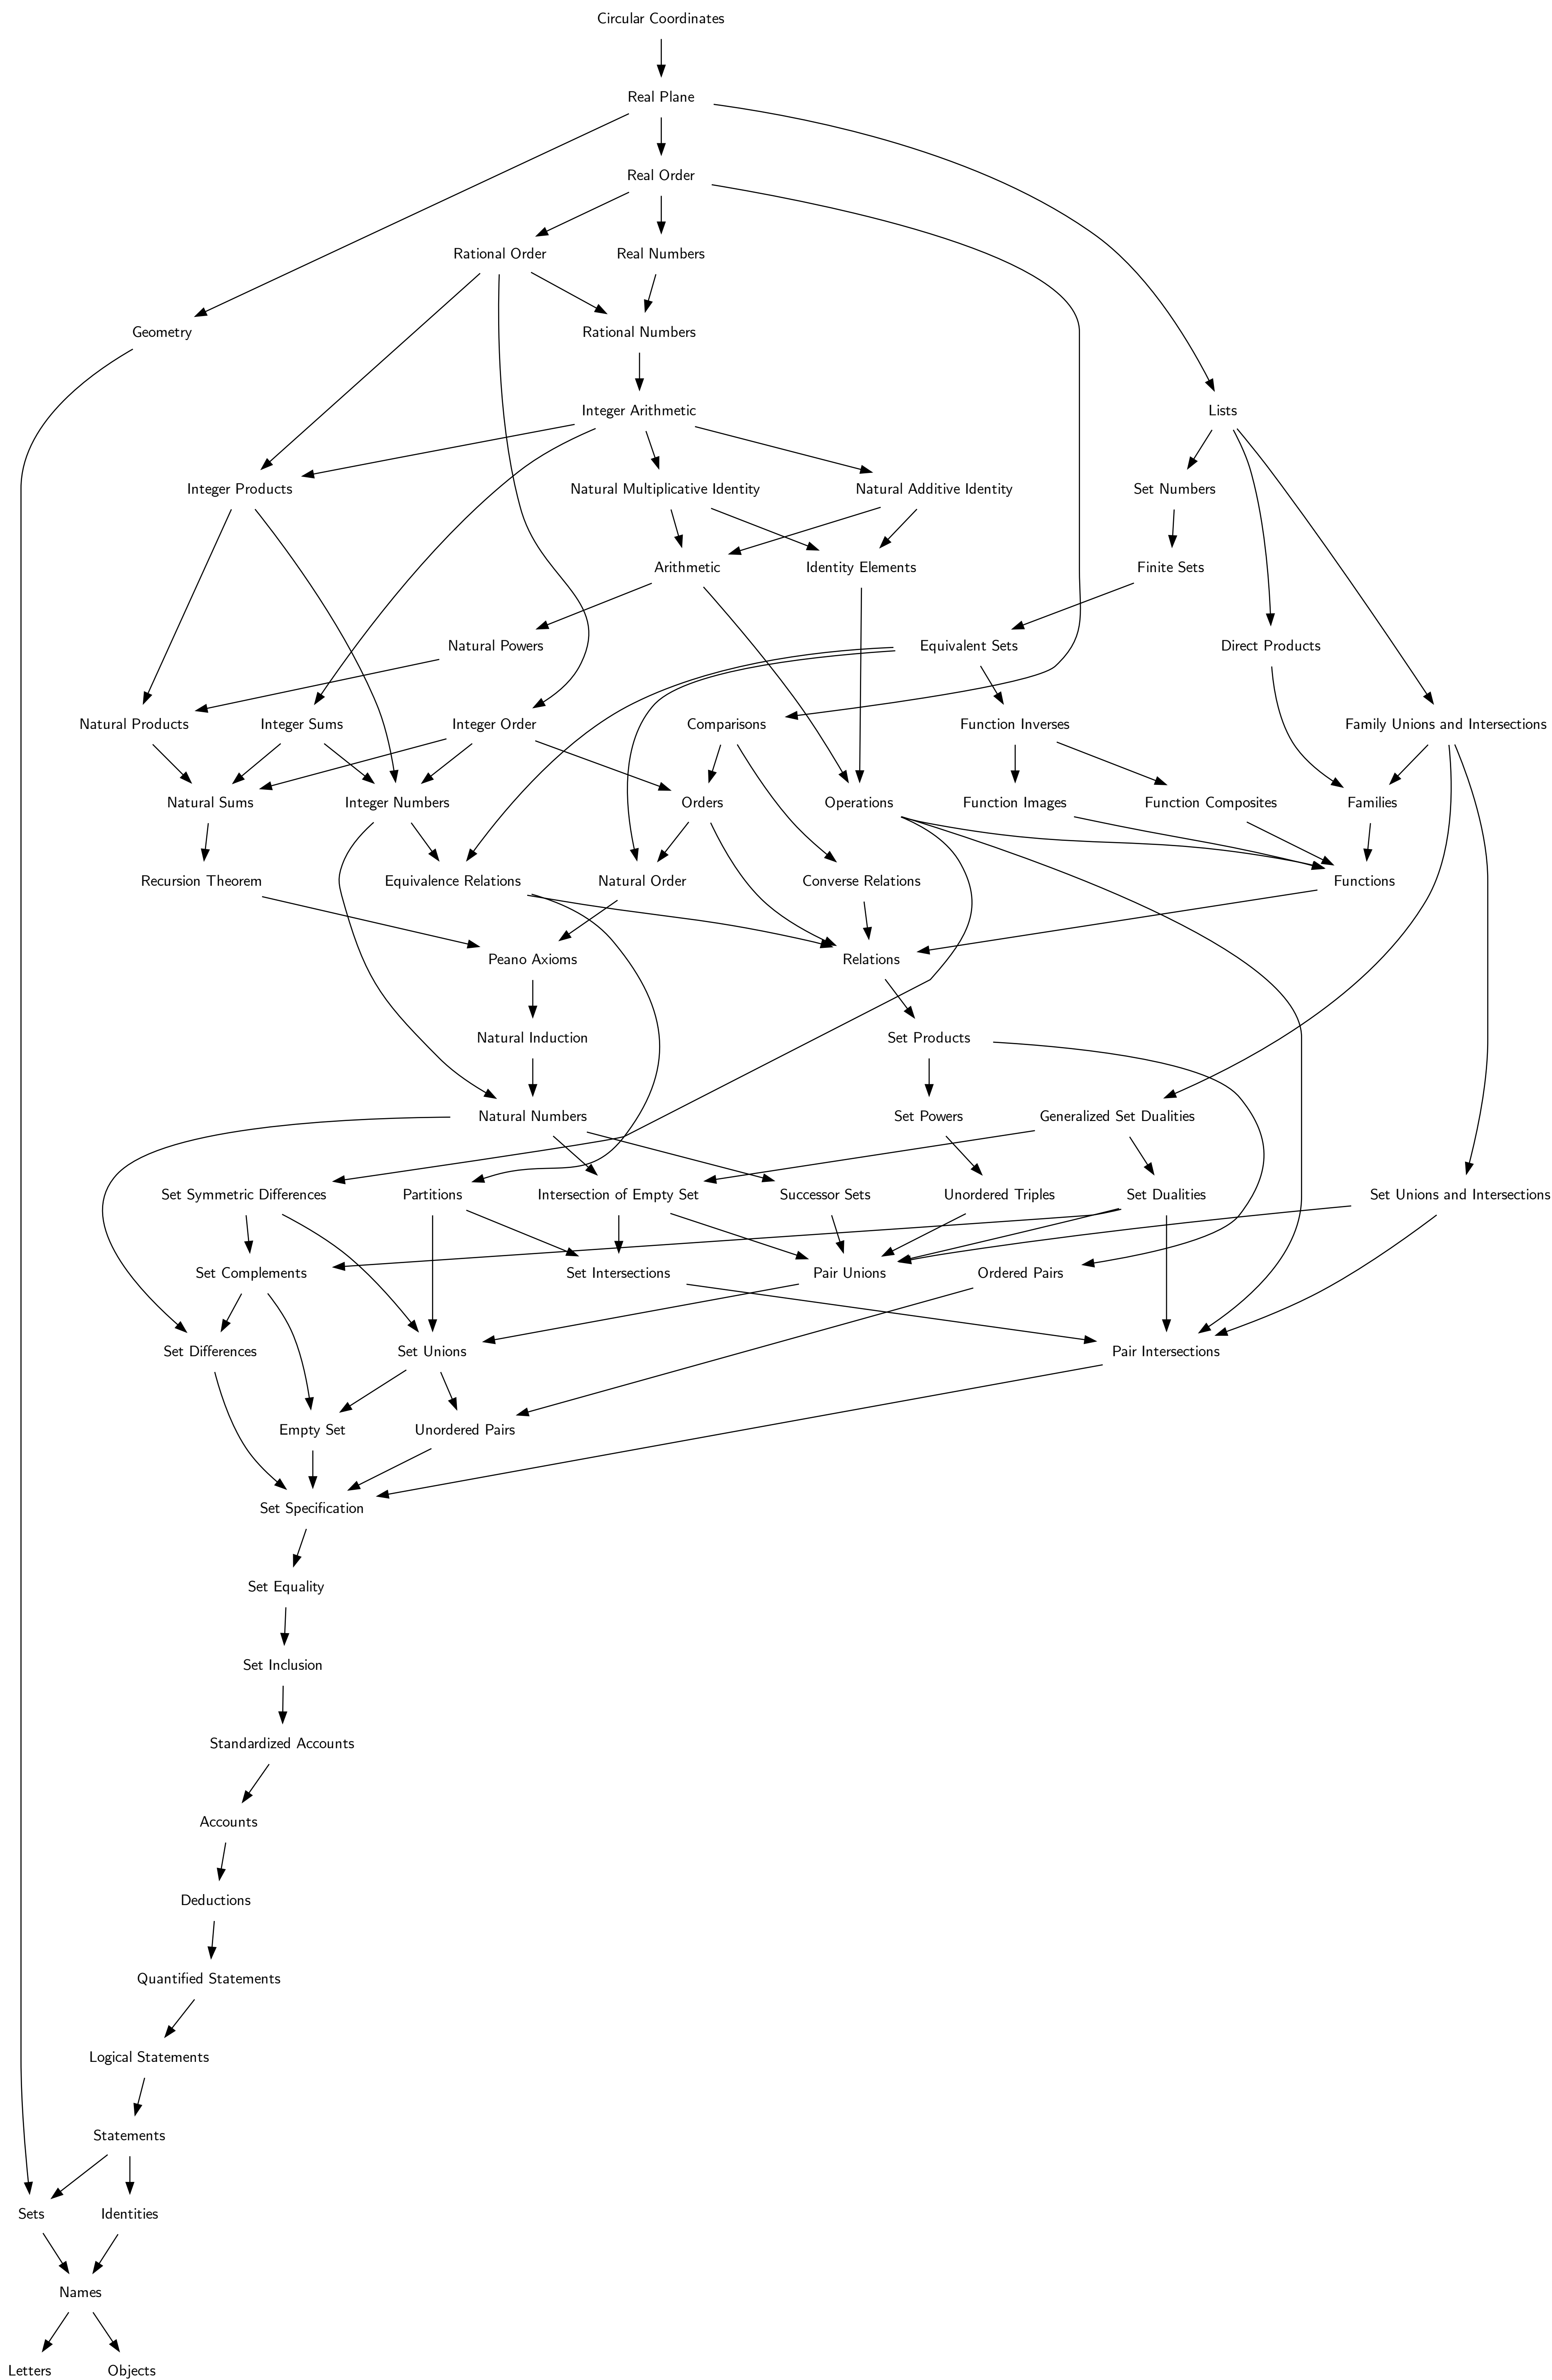 Circular Coordinates
Real Plane
Real Order
Rational Order
Real Numbers
Geometry
Rational Numbers
Integer Arithmetic
Lists
Integer Products
Natural Multiplicative Identity
Natural Additive Identity
Set Numbers
Arithmetic
Identity Elements
Finite Sets
Natural Powers
Equivalent Sets
Direct Products
Natural Products
Integer Sums
Integer Order
Comparisons
Function Inverses
Family Unions and Intersections
Natural Sums
Integer Numbers
Orders
Operations
Function Images
Function Composites
Families
Recursion Theorem
Equivalence Relations
Natural Order
Converse Relations
Functions
Peano Axioms
Relations
Natural Induction
Set Products
Natural Numbers
Set Powers
Generalized Set Dualities
Set Symmetric Differences
Partitions
Intersection of Empty Set
Successor Sets
Unordered Triples
Set Dualities
Set Unions and Intersections
Set Complements
Set Intersections
Pair Unions
Ordered Pairs
Set Differences
Set Unions
Pair Intersections
Empty Set
Unordered Pairs
Set Specification
Set Equality
Set Inclusion
Standardized Accounts
Accounts
Deductions
Quantified Statements
Logical Statements
Statements
Sets
Identities
Names
Letters
Objects